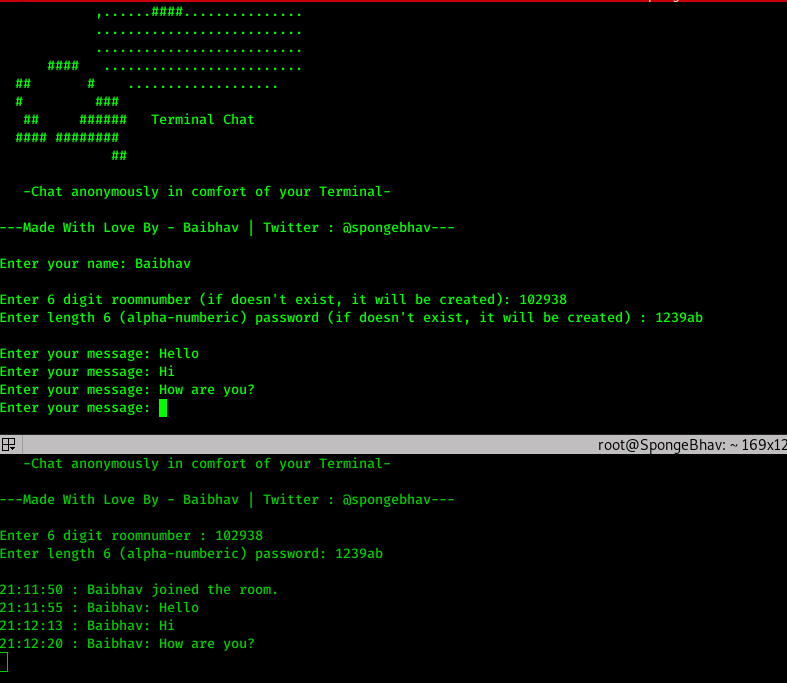 ,......####...............
..........................
..........................
####   .........................
##       #    ...................
#         ###
##     ######   Terminal Chat
#### ########
##
-Chat anonymously in comfort of your Terminal-
---Made With Love By - Baibhav | Twitter : @spongebhav---
Enter your name: Baibhav
Enter 6 digit roomnumber (if doesn't exist, it will be created): 102938
Enter length 6 (alpha-numberic) password (if doesn't exist, it will be created) : 1239ab
Enter your message: Hello
Enter your message: Hi
Enter your message: How are you?
Enter your message:
root@SpongeBhav: ~ 169x12
-Chat anonymously in comfort of your Terminal-
---Made With Love By - Baibhav | Twitter : @spongebhav---
Enter 6 digit roomnumber : 102938
Enter length 6 (alpha-numberic) password: 1239ab
21:11:50 : Baibhav joined the room.
21:11:55 : Baibhav: Hello
21:12:13 : Baibhav: Hi
21:12:20 : Baibhav: How are you?